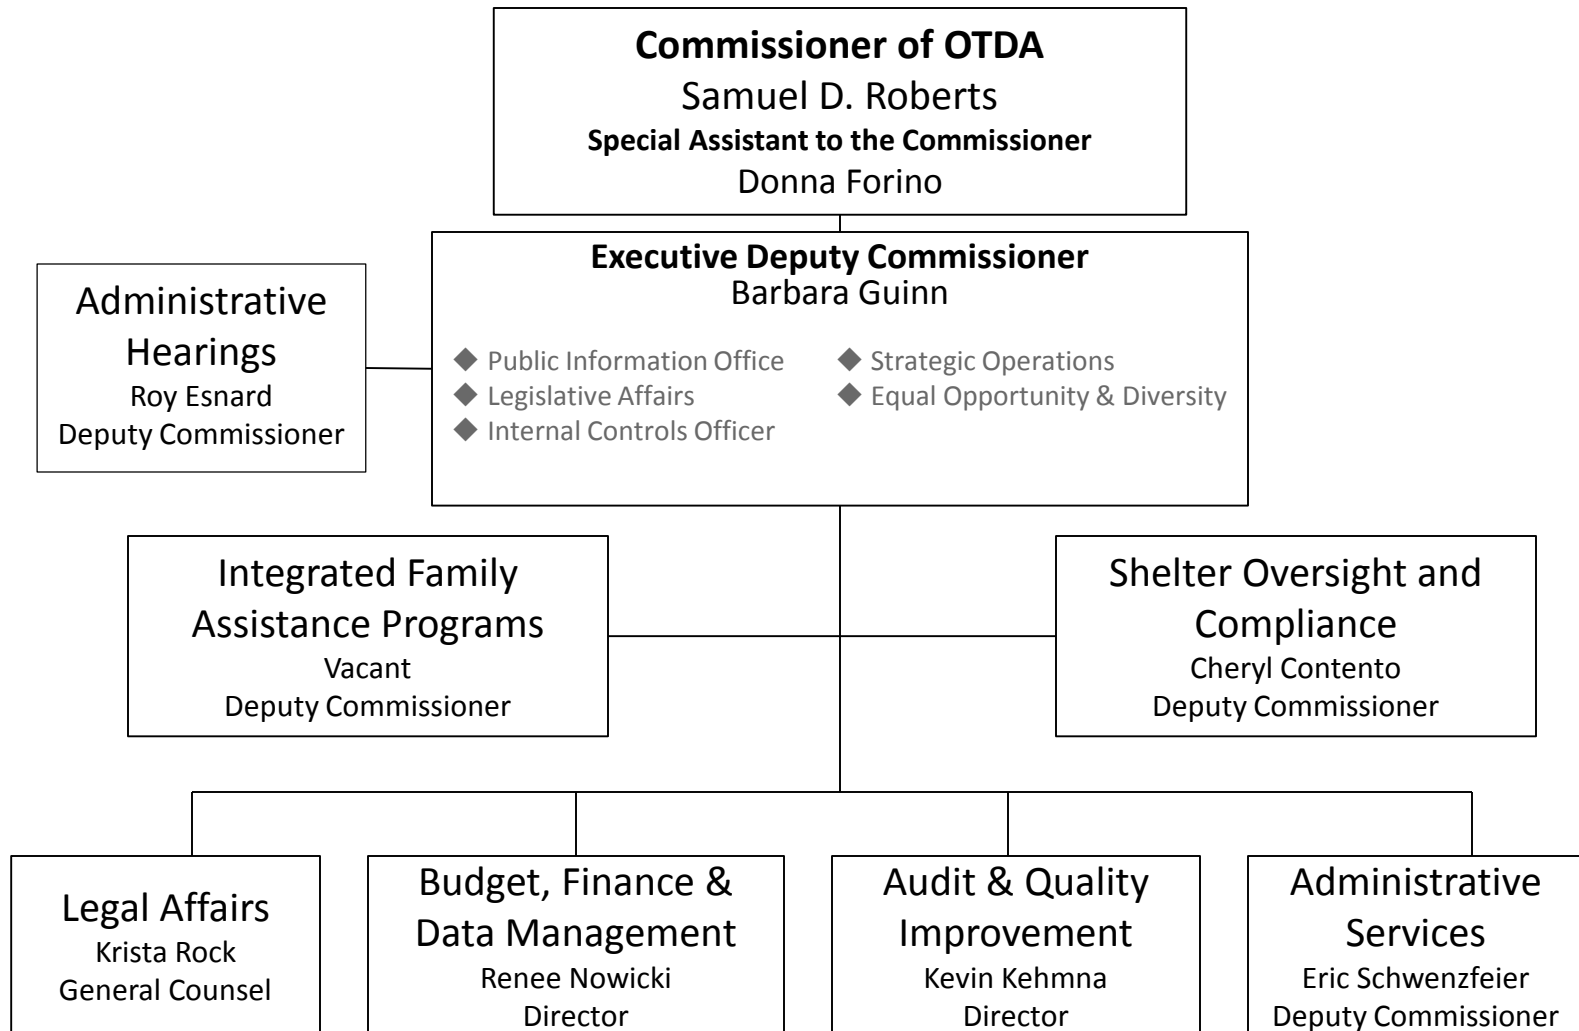 Commissioner of OTDA
Samuel D. Roberts
Special Assistant to the Commissioner
Donna Forino
Executive Deputy Commissioner
Barbara Guinn
◆ Public Information Office
◆ Legislative Affairs
◆ Internal Controls Officer
◆ Strategic Operations
◆ Equal Opportunity & Diversity
Administrative
Hearings
Roy Esnard
Deputy Commissioner
Integrated Family
Assistance Programs
Vacant
Deputy Commissioner
Shelter Oversight and
Compliance
Cheryl Contento
Deputy Commissioner
Legal Affairs
Krista Rock
General Counsel
Budget, Finance &
Data Management
Renee Nowicki
Director
Audit & Quality
Improvement
Kevin Kehmna
Director
Administrative
Services
Eric Schwenzfeier
Deputy Commissioner